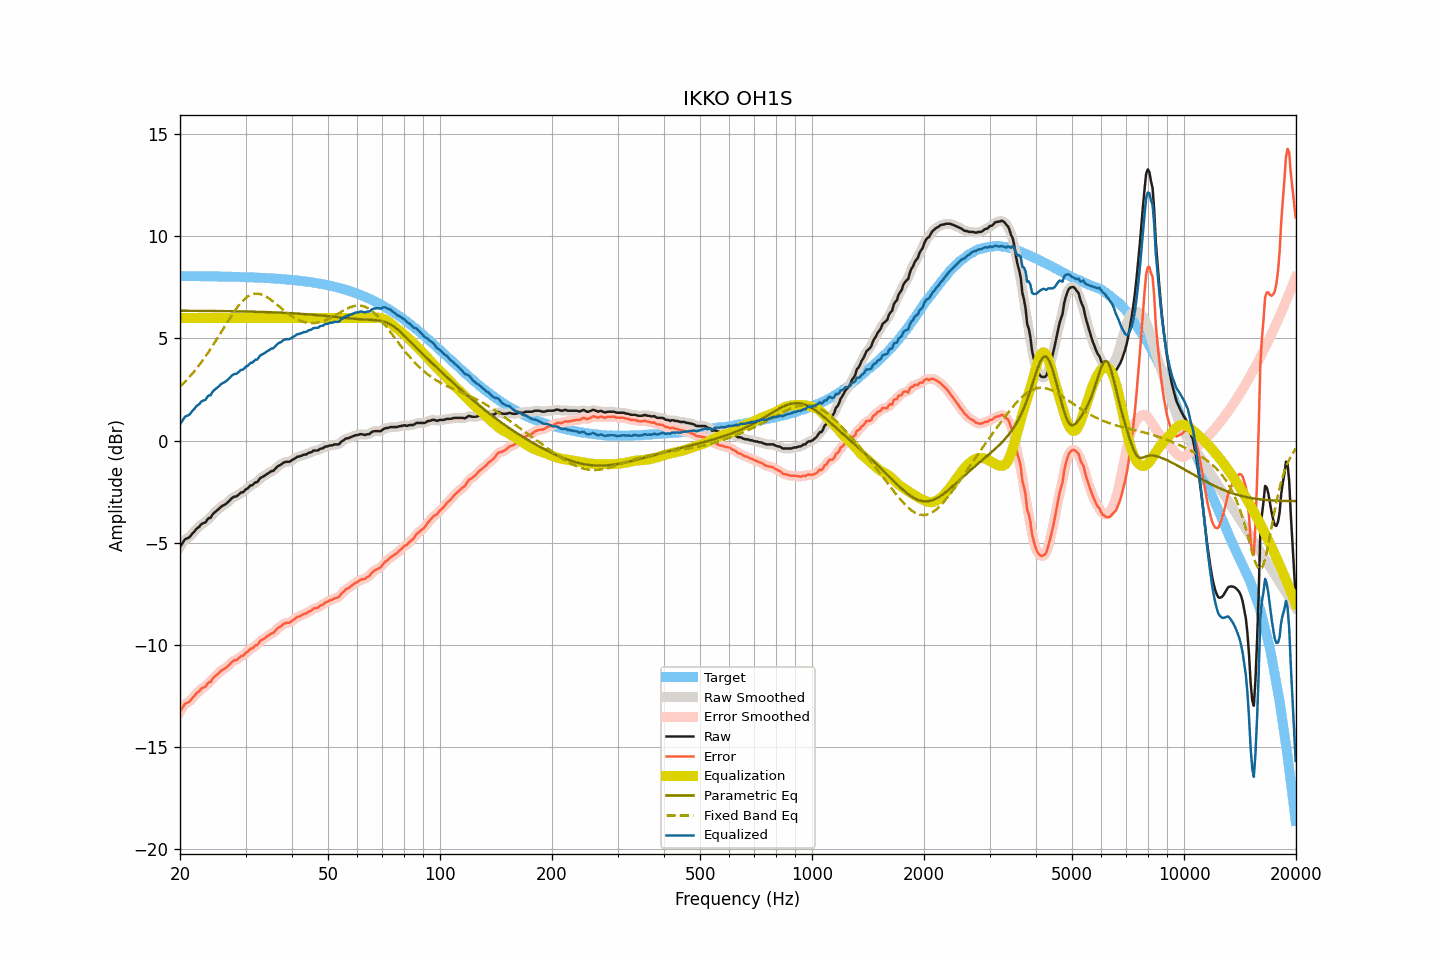 IKKO OH1S
15
10
5
0
−5
−10
−15
−20
Amplitude (dBr)
Target
Raw Smoothed
Error Smoothed
Raw
Error
Equalization
Parametric Eq
Fixed Band Eq
Equalized
20 50 100 200 500 1000 2000 5000 10000 20000
Frequency (Hz)